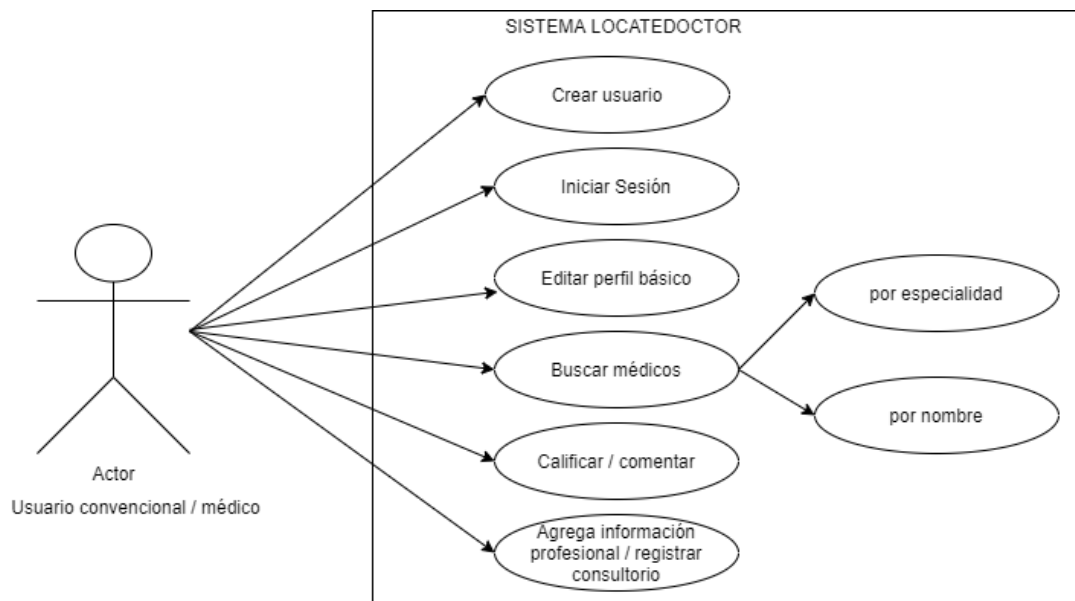 SISTEMA LOCATEDOCTOR
Crear usuario
Iniciar Sesión
Editar perfil básico
por especialidad
Buscar médicos
por nombre
Calificar / comentar
Actor
Usuario convencional / médico
Agrega información
profesional / registrar
consultorio